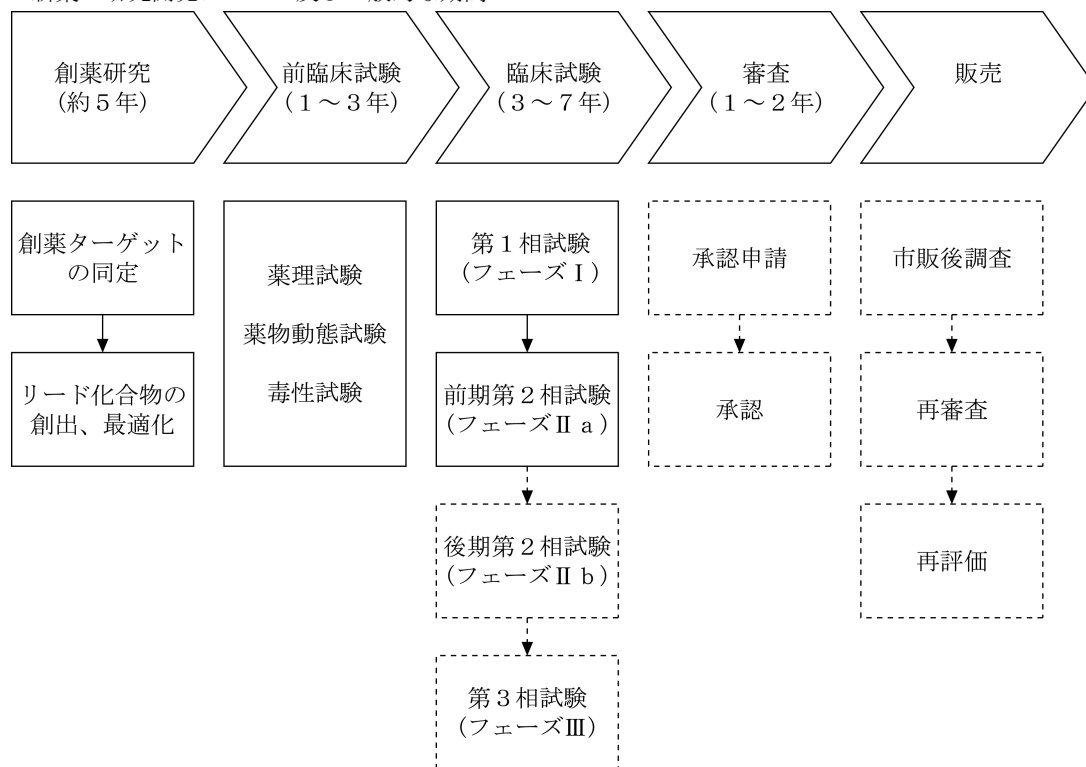 創薬研究
(約5年)
前臨床試験
(1～3年)
臨床試験
(3～7年)
審査
(1～2年)
販売
創薬ターゲット
の同定
リード化合物の
創出、最適化
薬理試験
薬物動態試験
毒性試験
第1相試験
(フェーズⅠ)
前期第2相試験
(フェーズⅡa)
後期第2相試験
(フェーズⅡb)
第3相試験
(フェーズⅢ)
承認申請
承認
市販後調査
再審査
再評価